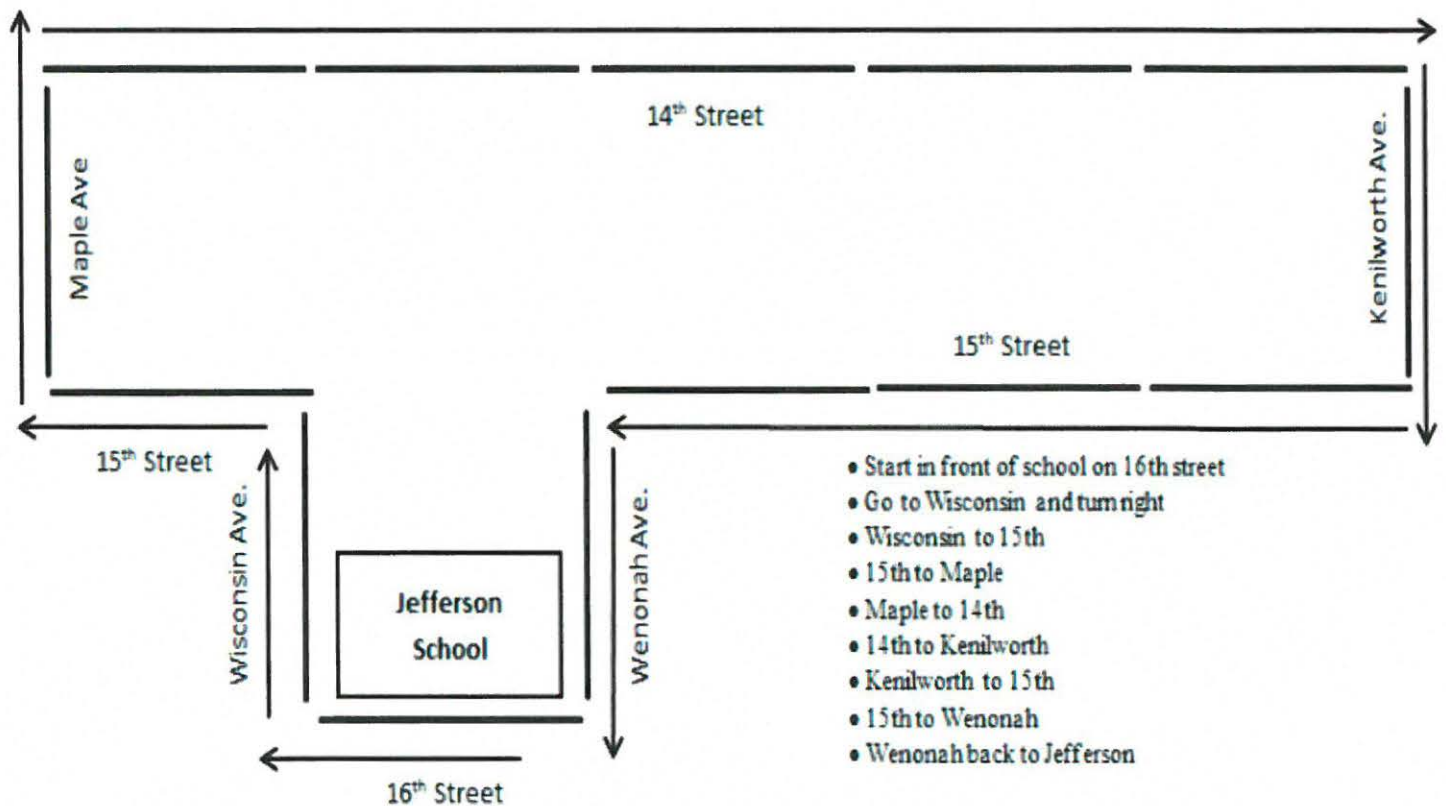 14th Street
Maple Ave
Kenilworth Ave.
15th Street
15th Street
Wisconsin Ave.
Jefferson
School
Wenonah Ave.
• Start in front of school on 16th street
• Go to Wisconsin and turn right
• Wisconsin to 15th
• 15th to Maple
• Maple to 14th
• 14th to Kenilworth
• Kenilworth to 15th
• 15th to Wenonah
• Wenonah back to Jefferson
16th Street